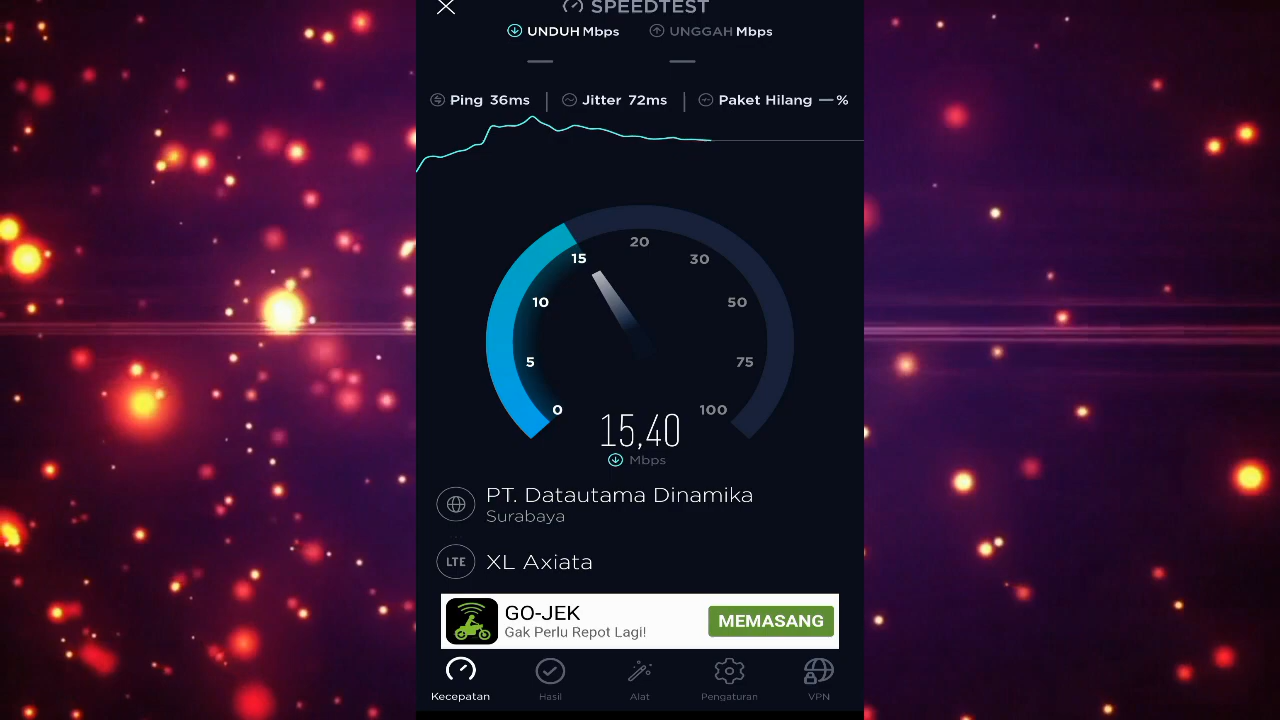 SPEEDTEST
UNDUH Mbps UNGGAH Mbps
— —
Ping 36ms | Jitter 72ms | Paket Hilang — %
20
15 30
10 50
5 75
0 100
15,40
Mbps
PT. Datautama Dinamika
Surabaya
LTE XL Axiata
GO-JEK
Gak Perlu Repot Lagi!
MEMASANG
Kecepatan Hasil Alat Pengaturan VPN